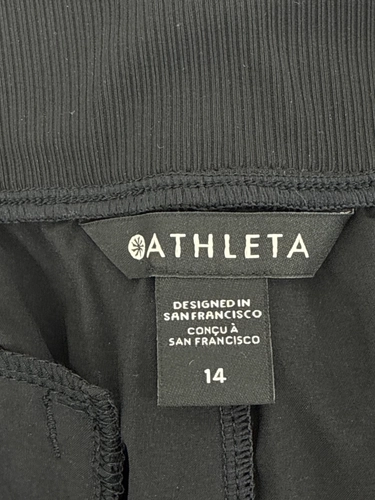 ATHLETA
DESIGNED IN
SAN FRANCISCO
CONÇU À
SAN FRANCISCO
14